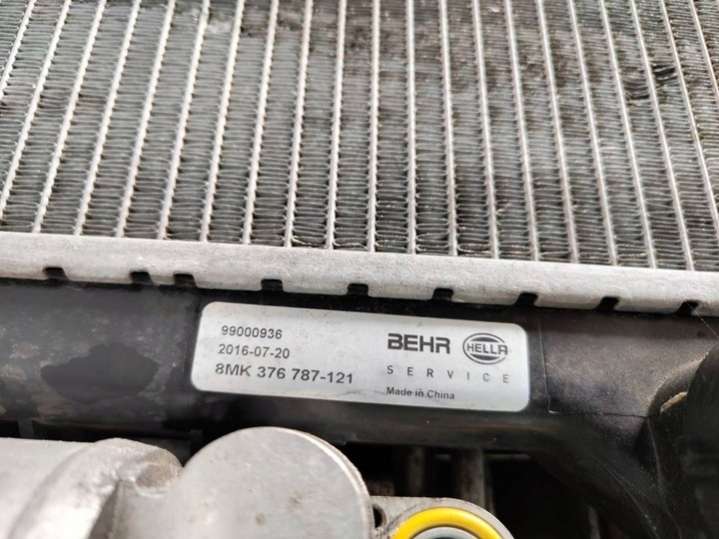 99000936
2016-07-20
8MK 376 787-121
BEHR HELLA
SERVICE
Made in China